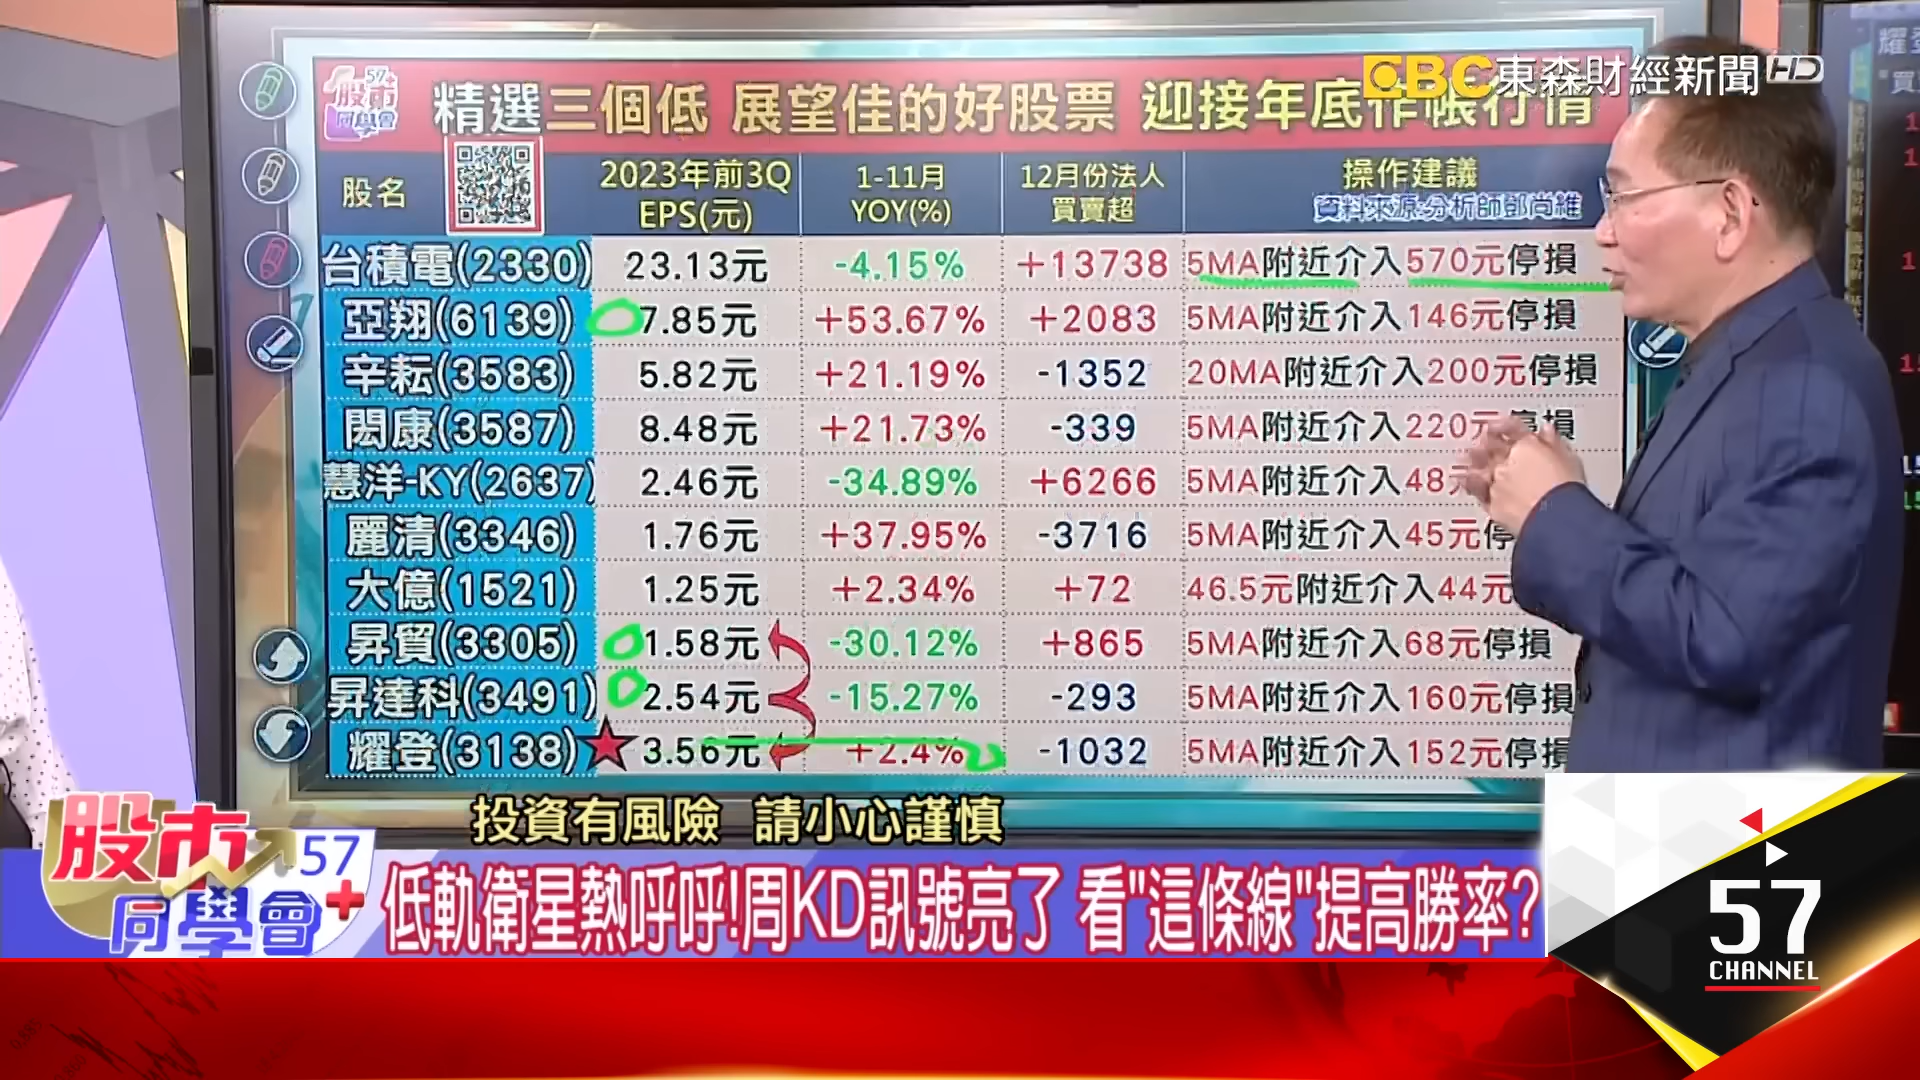 EBC 東森財經新聞 HD
57 股市同學會
精選三個低 展望佳的好股票 迎接年底作帳行情
股名 2023年前3Q EPS(元) 1-11月 YOY(%) 12月份法人買賣超 操作建議
資料來源:分析師鄧尚維
台積電(2330) 23.13元 -4.15% +13738 5MA附近介入570元停損
亞翔(6139) 7.85元 +53.67% +2083 5MA附近介入146元停損
辛耘(3583) 5.82元 +21.19% -1352 20MA附近介入200元停損
閎康(3587) 8.48元 +21.73% -339 5MA附近介入220元停損
慧洋-KY(2637) 2.46元 -34.89% +6266 5MA附近介入48元
麗清(3346) 1.76元 +37.95% -3716 5MA附近介入45元停
大億(1521) 1.25元 +2.34% +72 46.5元附近介入44元
昇貿(3305) 1.58元 -30.12% +865 5MA附近介入68元停損
昇達科(3491) 2.54元 -15.27% -293 5MA附近介入160元停損
耀登(3138) 3.56元 +2.4% -1032 5MA附近介入152元停損
投資有風險 請小心謹慎
股市57同學會+
低軌衛星熱呼呼!周KD訊號亮了 看"這條線"提高勝率?
57
CHANNEL